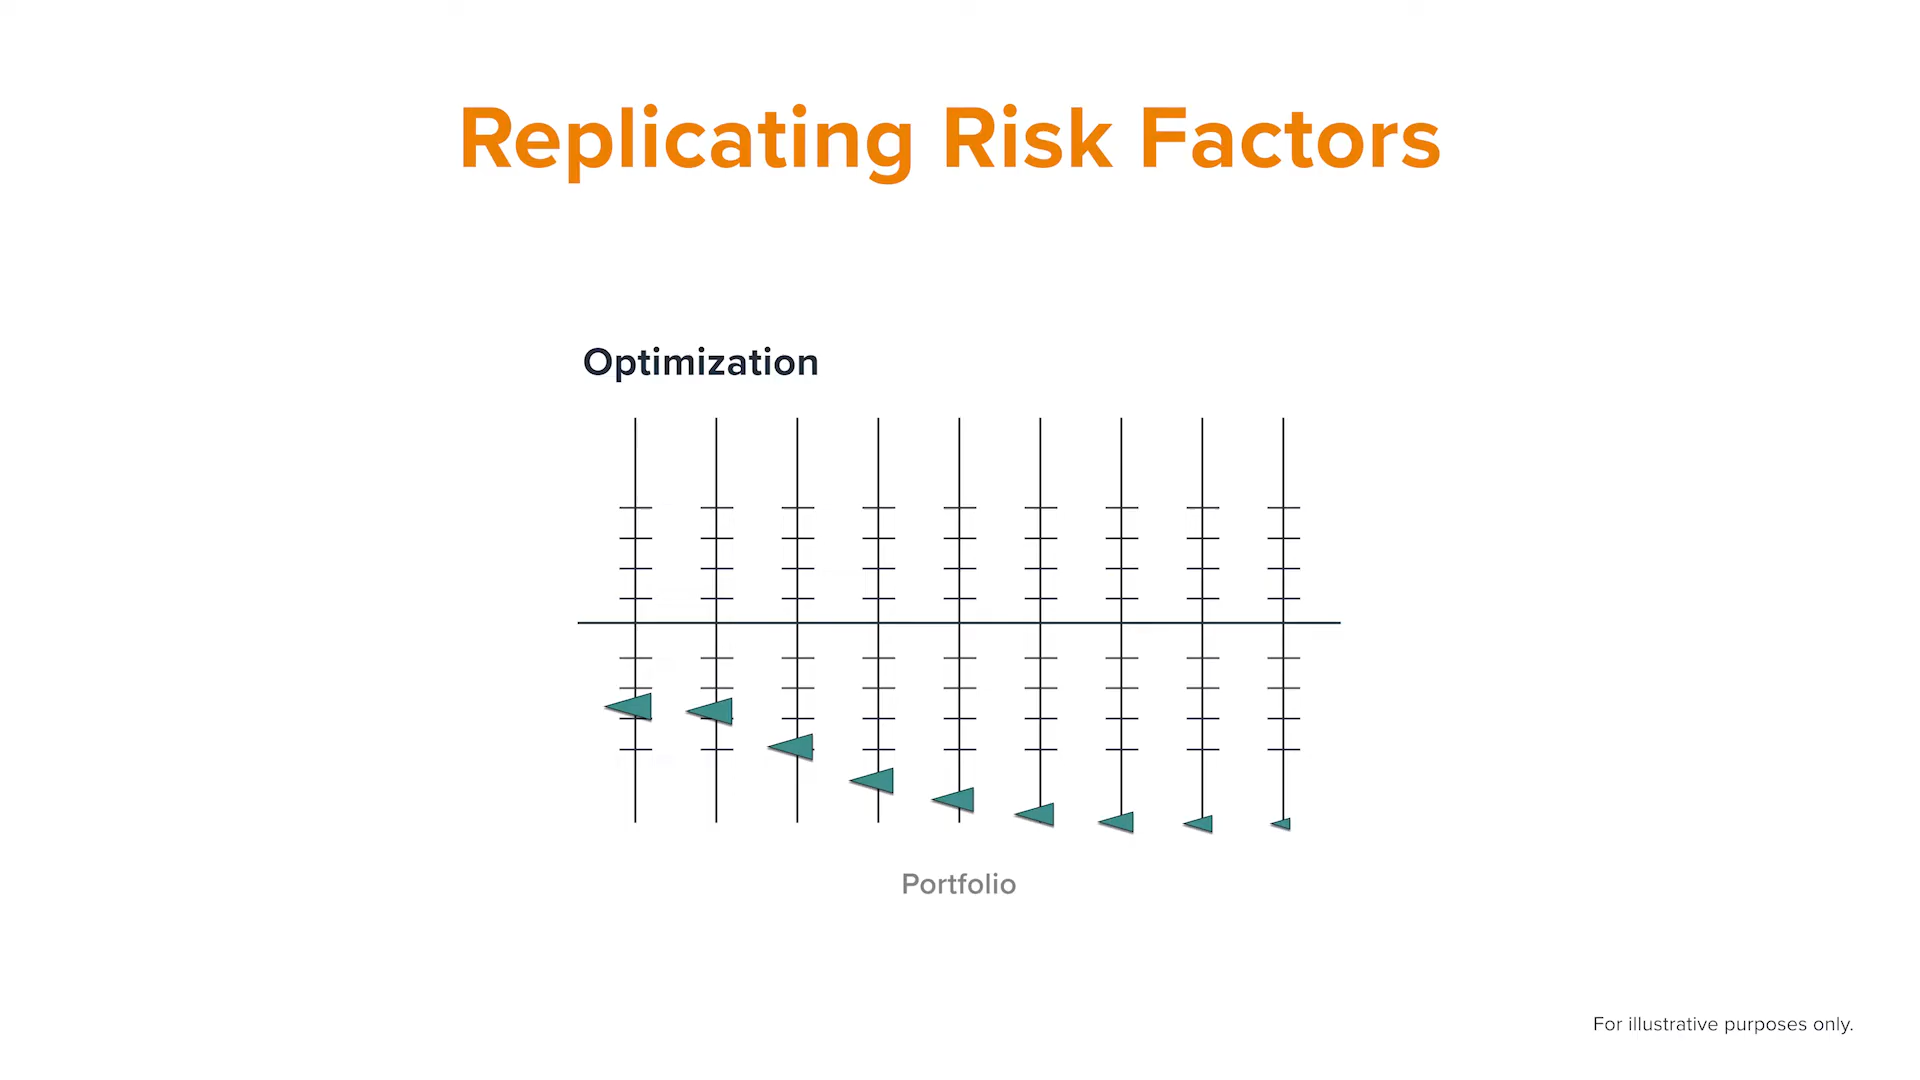 Replicating Risk Factors
Optimization
Portfolio
For illustrative purposes only.